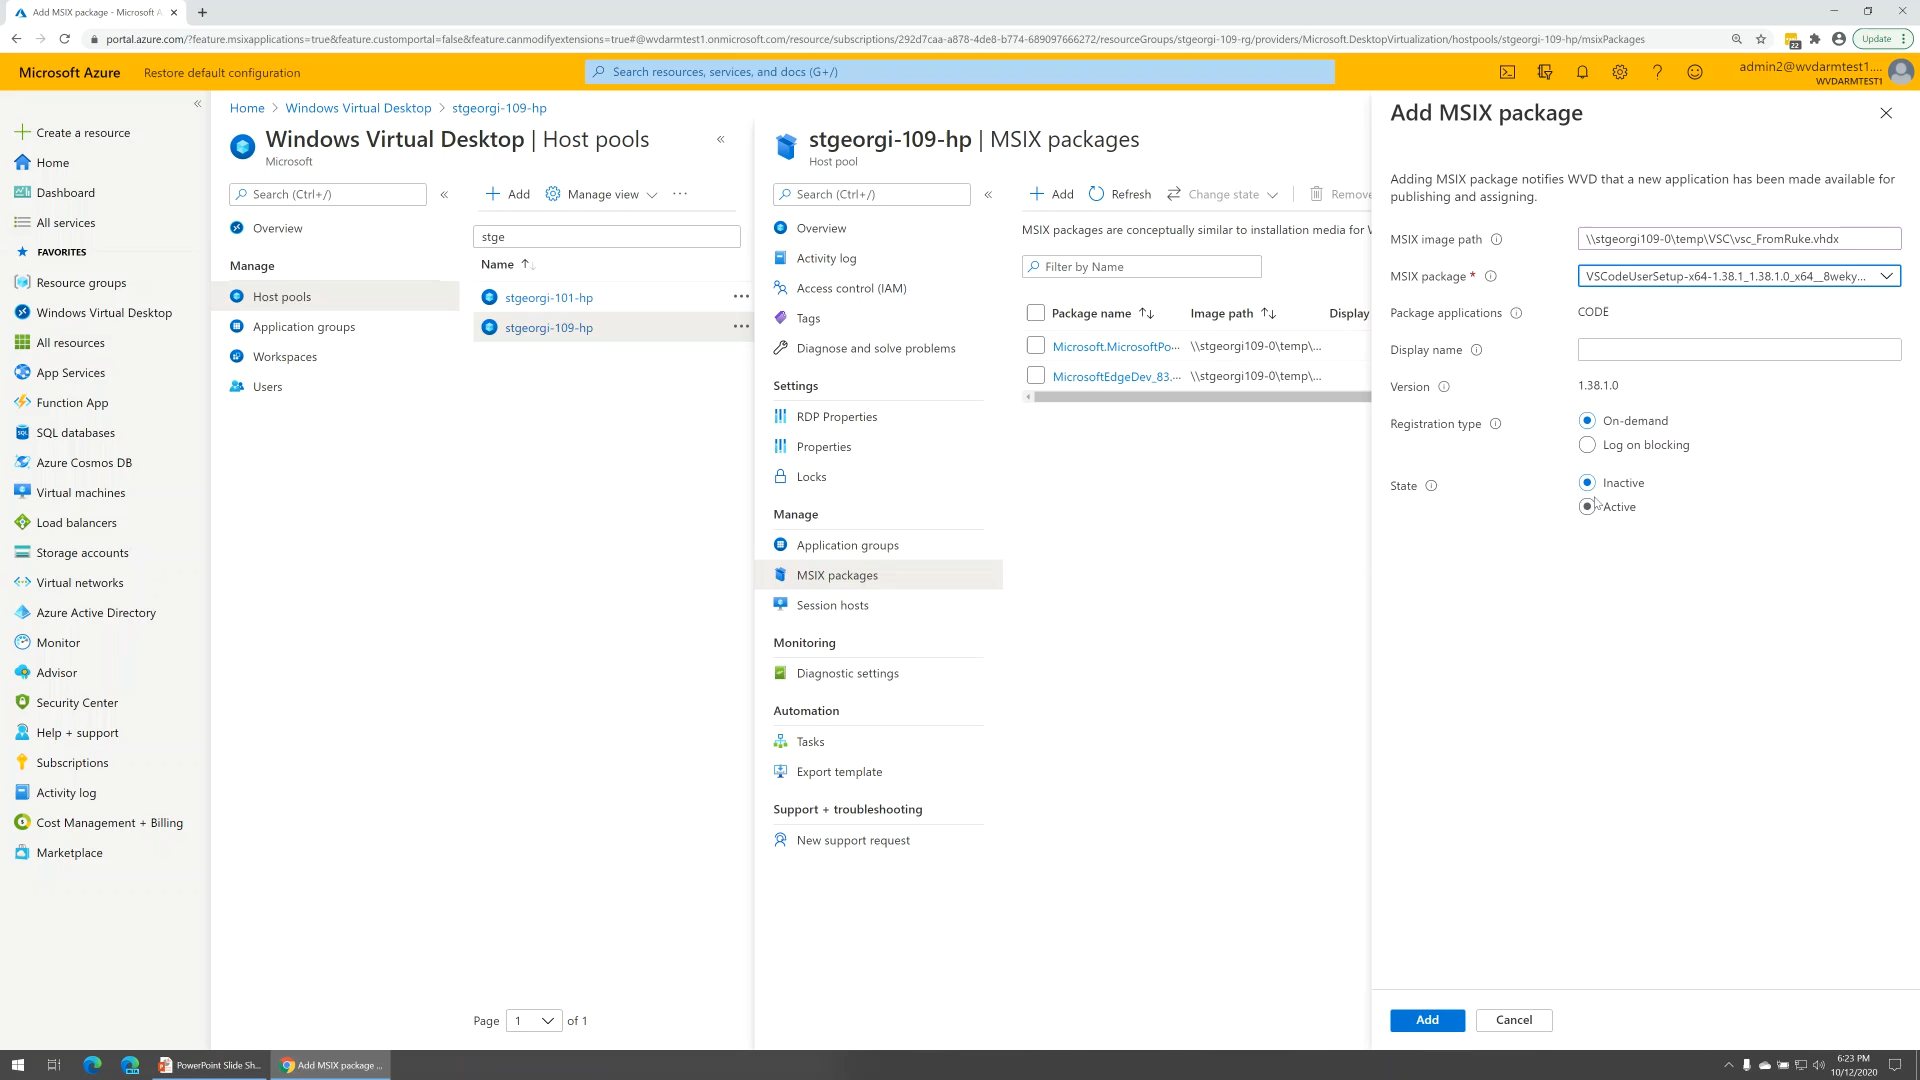 Add MSIX package - Microsoft A
portal.azure.com/?feature.msixapplications=true&feature.customportal=false&feature.canmodifyextensions=true#@wvdarmtest1.onmicrosoft.com/resource/subscriptions/292d7caa-a878-4de8-b774-689097666272/resourceGroups/stgeorgi-109-rg/providers/Microsoft.DesktopVirtualization/hostpools/stgeorgi-109-hp/msixPackages
22
Update
Microsoft Azure
Restore default configuration
Search resources, services, and docs (G+/)
admin2@wvdarmtest1....
WVDARMTEST1
Create a resource
Home
Dashboard
All services
FAVORITES
Resource groups
Windows Virtual Desktop
All resources
App Services
Function App
SQL databases
Azure Cosmos DB
Virtual machines
Load balancers
Storage accounts
Virtual networks
Azure Active Directory
Monitor
Advisor
Security Center
Help + support
Subscriptions
Activity log
Cost Management + Billing
Marketplace
Home > Windows Virtual Desktop > stgeorgi-109-hp
Windows Virtual Desktop | Host pools
Microsoft
Search (Ctrl+/)
Overview
Manage
Host pools
Application groups
Workspaces
Users
Add
Manage view
stge
Name
stgeorgi-101-hp
stgeorgi-109-hp
Page 1 of 1
stgeorgi-109-hp | MSIX packages
Host pool
Search (Ctrl+/)
Overview
Activity log
Access control (IAM)
Tags
Diagnose and solve problems
Settings
RDP Properties
Properties
Locks
Manage
Application groups
MSIX packages
Session hosts
Monitoring
Diagnostic settings
Automation
Tasks
Export template
Support + troubleshooting
New support request
Add
Refresh
Change state
Remove
MSIX packages are conceptually similar to installation media for W
Filter by Name
Package name
Image path
Display
Microsoft.MicrosoftPo...
\\stgeorgi109-0\temp\...
MicrosoftEdgeDev_83....
\\stgeorgi109-0\temp\...
Add MSIX package
Adding MSIX package notifies WVD that a new application has been made available for
publishing and assigning.
MSIX image path
\\stgeorgi109-0\temp\VSC\vsc_FromRuke.vhdx
MSIX package *
VSCodeUserSetup-x64-1.38.1_1.38.1.0_x64__8weky...
Package applications
CODE
Display name
Version
1.38.1.0
Registration type
On-demand
Log on blocking
State
Inactive
Active
Add
Cancel
PowerPoint Slide Sh...
Add MSIX package ...
6:23 PM
10/12/2020